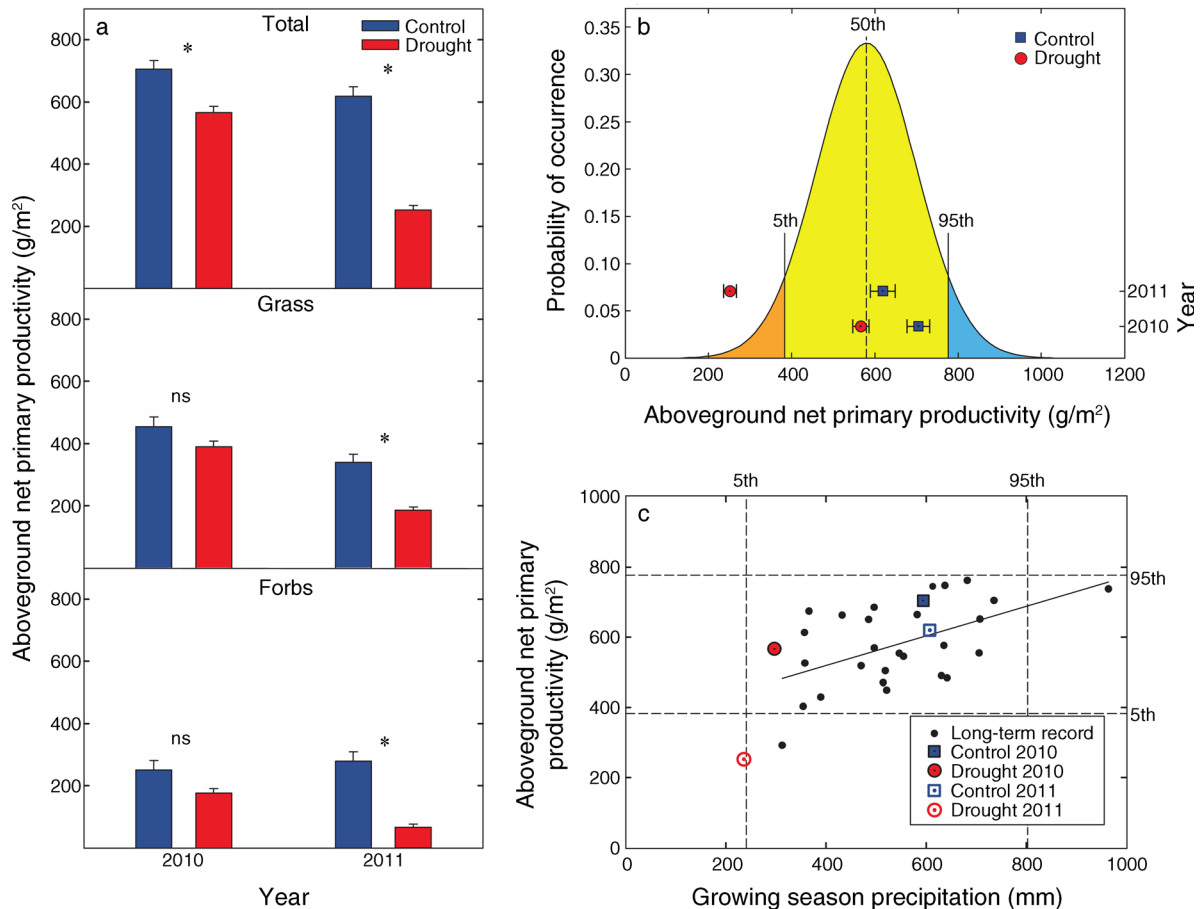 a
Total
Control
Drought
*
*
800
600
400
200
Grass
ns
*
800
600
400
200
Forbs
ns
*
800
600
400
200
2010
2011
Year
Aboveground net primary productivity (g/m²)
b
50th
5th
95th
Control
Drought
0.35
0.30
0.25
0.20
0.15
0.10
0.05
0
Probability of occurrence
2011
2010
Year
0 200 400 600 800 1000 1200
Aboveground net primary productivity (g/m²)
5th
95th
c
1000
800
600
400
200
0
95th
5th
Aboveground net primary
productivity (g/m²)
Long-term record
Control 2010
Drought 2010
Control 2011
Drought 2011
0 200 400 600 800 1000
Growing season precipitation (mm)